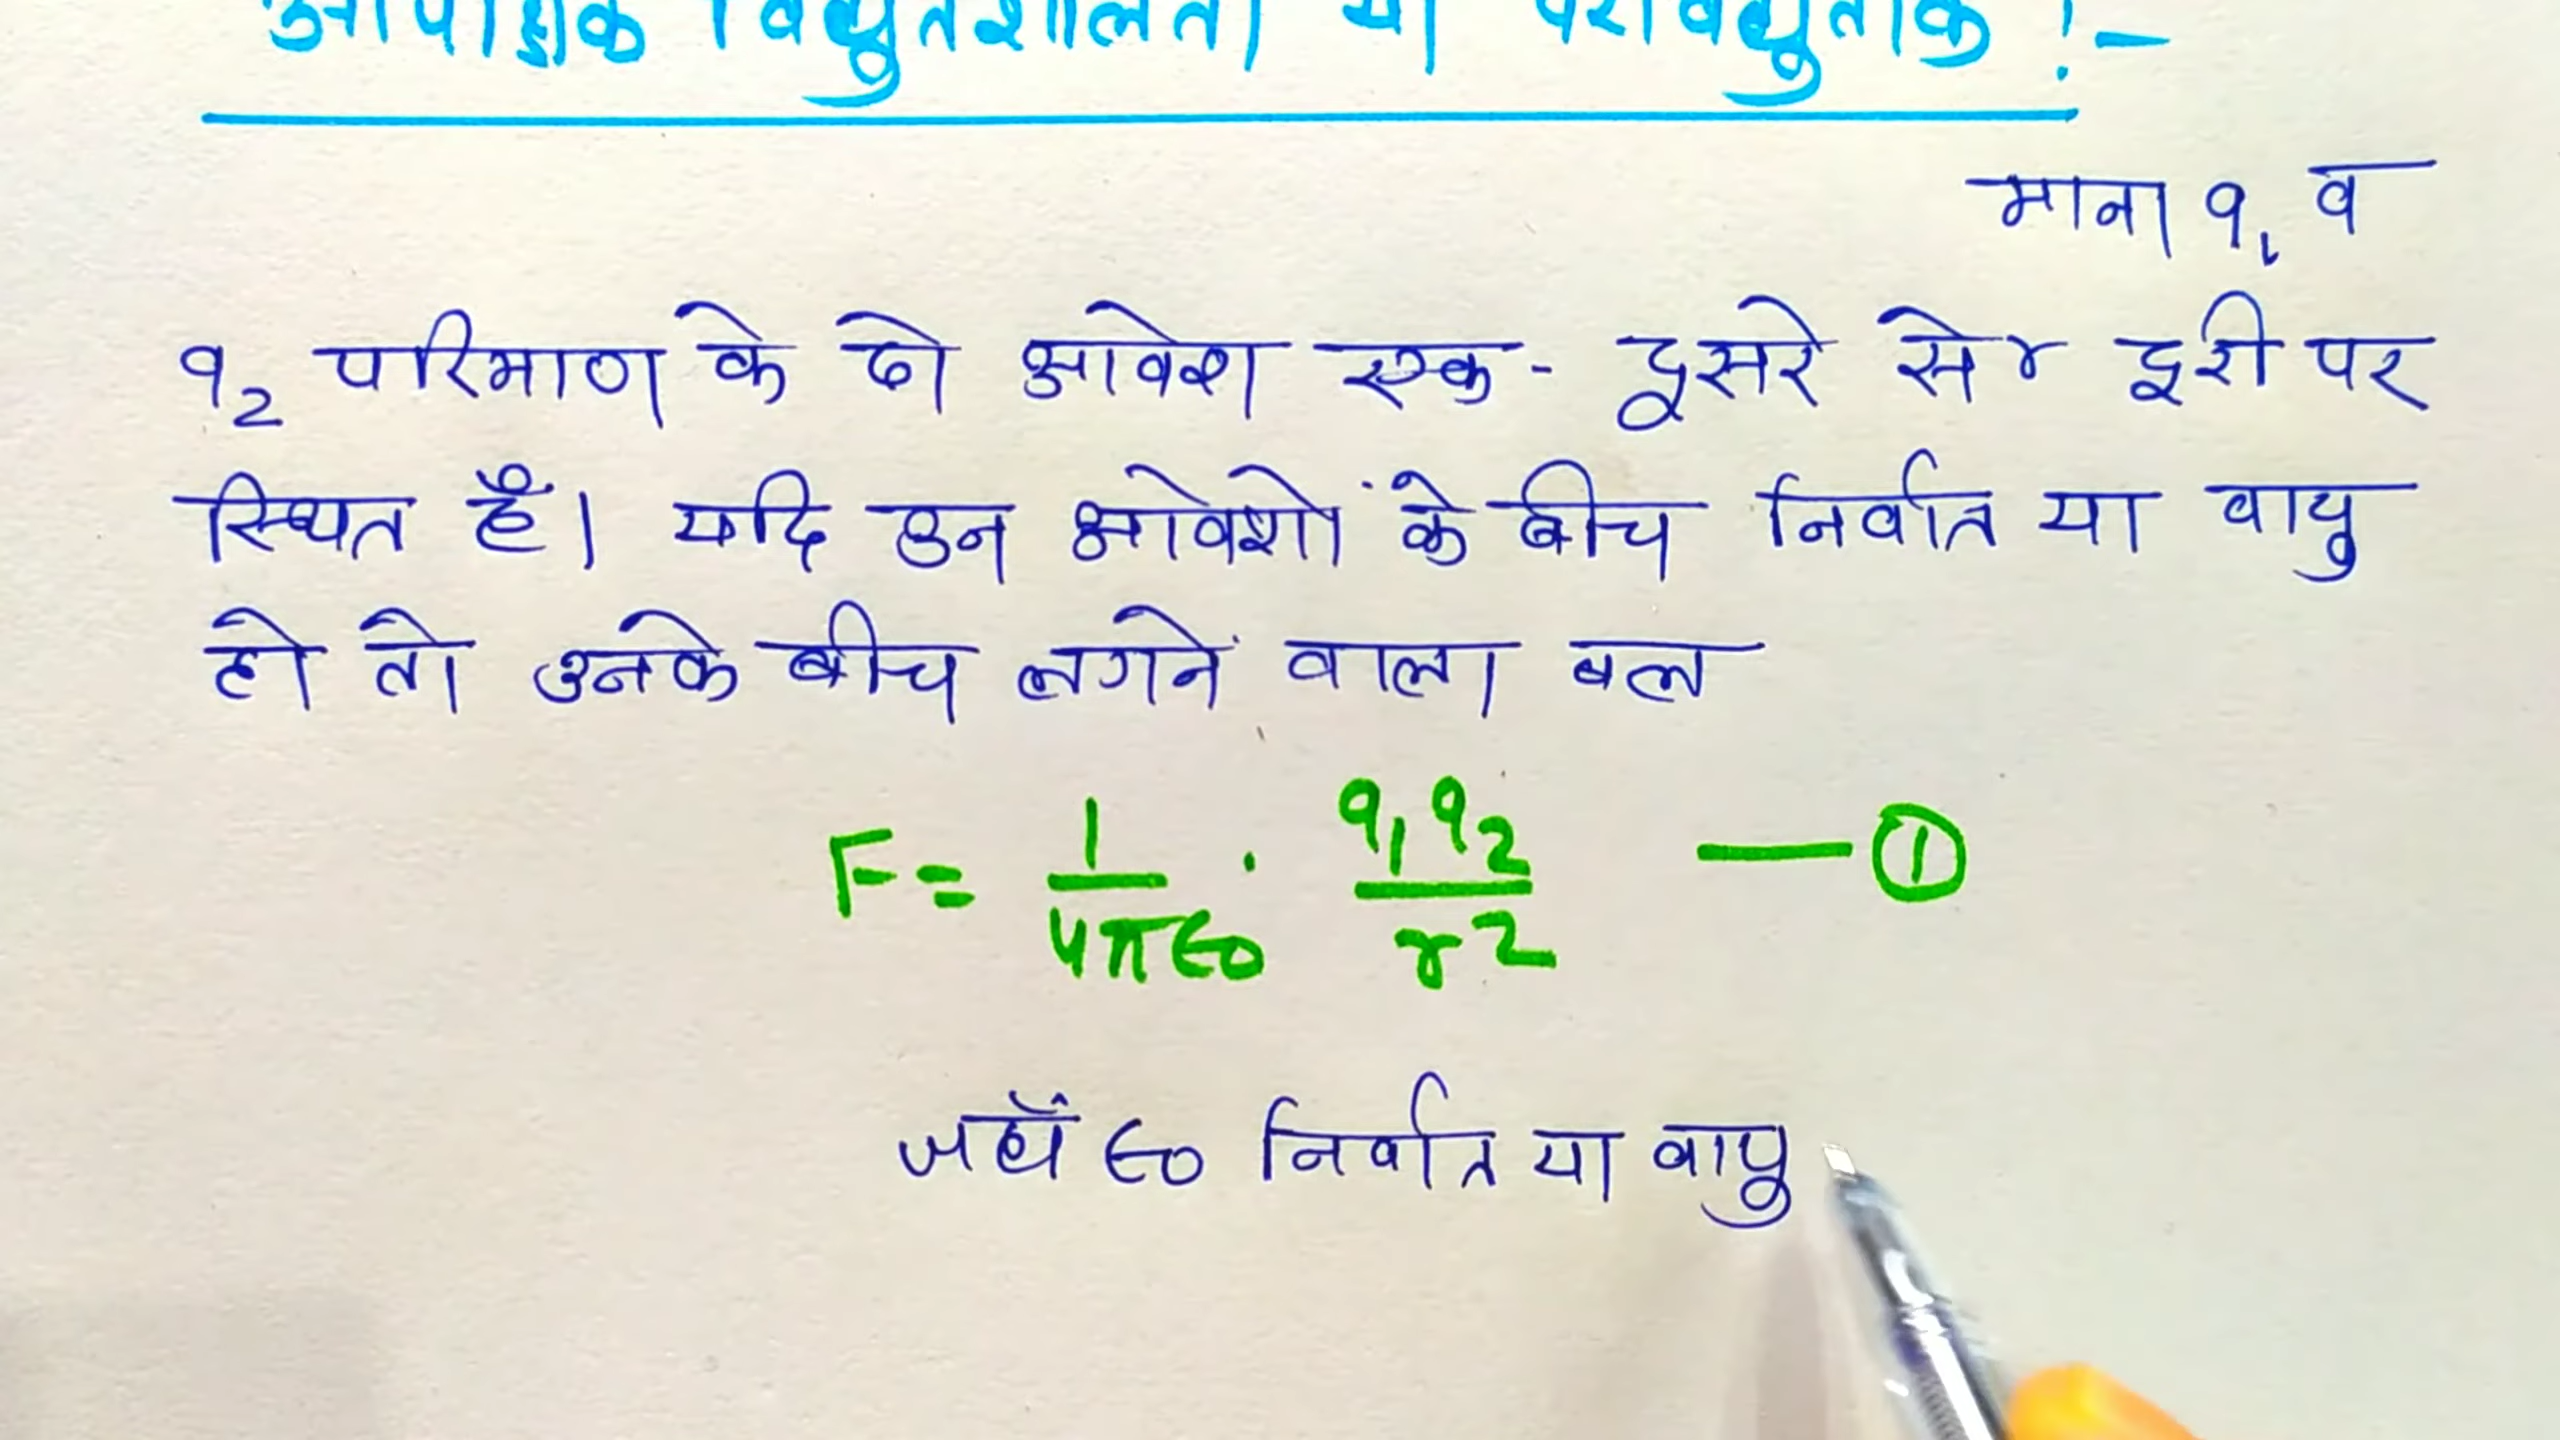 आपेक्षिक विद्युतशीलता या परावैद्युतांक :-
माना q₁ व
q₂ परिमाण के दो आवेश एक - दूसरे से r दूरी पर
स्थित हैं। यदि उन आवेशों के बीच निर्वात या वायु
हो तो उनके बीच लगने वाला बल
F = 1/4πε₀ · q₁q₂/r² — ①
जहाँ ε₀ निर्वात या वायु